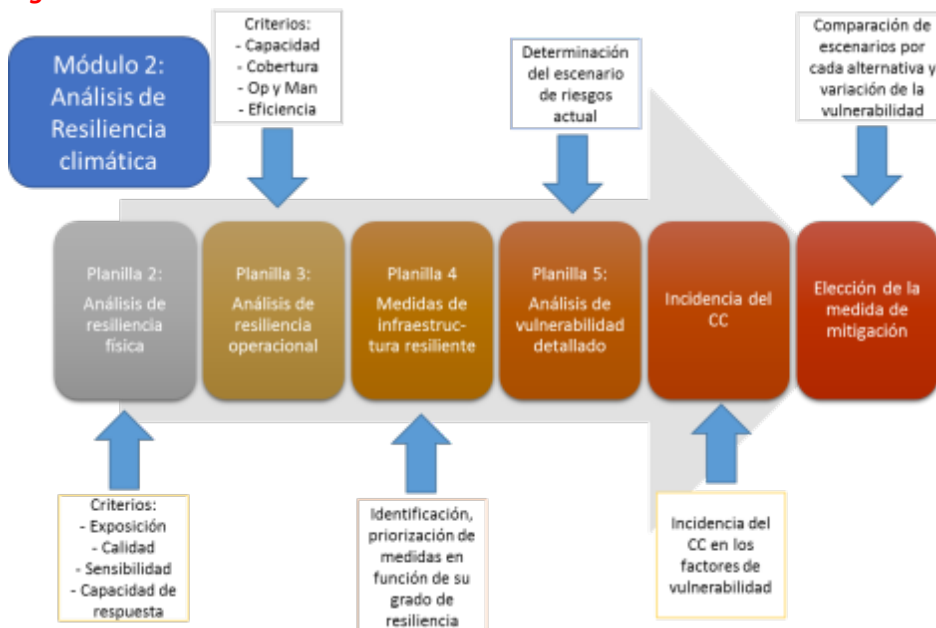 Módulo 2:
Análisis de
Resiliencia
climática
Criterios:
- Capacidad
- Cobertura
- Op y Man
- Eficiencia
Determinación
del escenario
de riesgos
actual
Comparación de
escenarios por
cada alternativa y
variación de la
vulnerabilidad
Planilla 2:
Análisis de
resiliencia
física
Planilla 3:
Análisis de
resiliencia
operacional
Planilla 4
Medidas de
infraestruc-
tura resiliente
Planilla 5:
Análisis de
vulnerabilidad
detallado
Incidencia del
CC
Elección de la
medida de
mitigación
Criterios:
- Exposición
- Calidad
- Sensibilidad
- Capacidad de
respuesta
Identificación,
priorización de
medidas en
función de su
grado de
resiliencia
Incidencia del
CC en los
factores de
vulnerabilidad